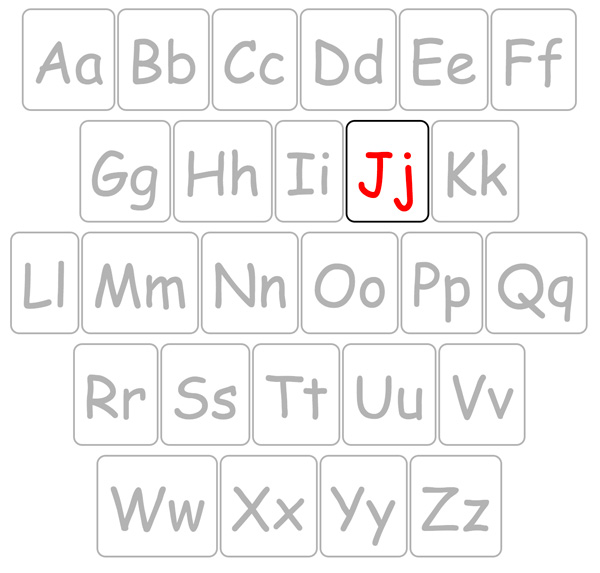 Aa Bb Cc Dd Ee Ff
Gg Hh Ii Jj Kk
Ll Mm Nn Oo Pp Qq
Rr Ss Tt Uu Vv
Ww Xx Yy Zz